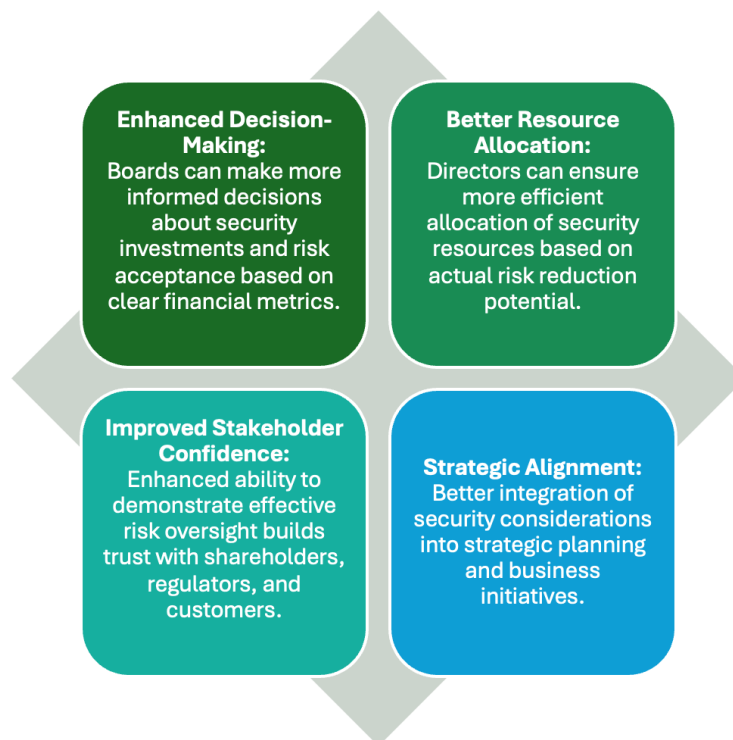 Enhanced Decision-
Making:
Boards can make more
informed decisions
about security
investments and risk
acceptance based on
clear financial metrics.
Better Resource
Allocation:
Directors can ensure
more efficient
allocation of security
resources based on
actual risk reduction
potential.
Improved Stakeholder
Confidence:
Enhanced ability to
demonstrate effective
risk oversight builds
trust with shareholders,
regulators, and
customers.
Strategic Alignment:
Better integration of
security considerations
into strategic planning
and business
initiatives.